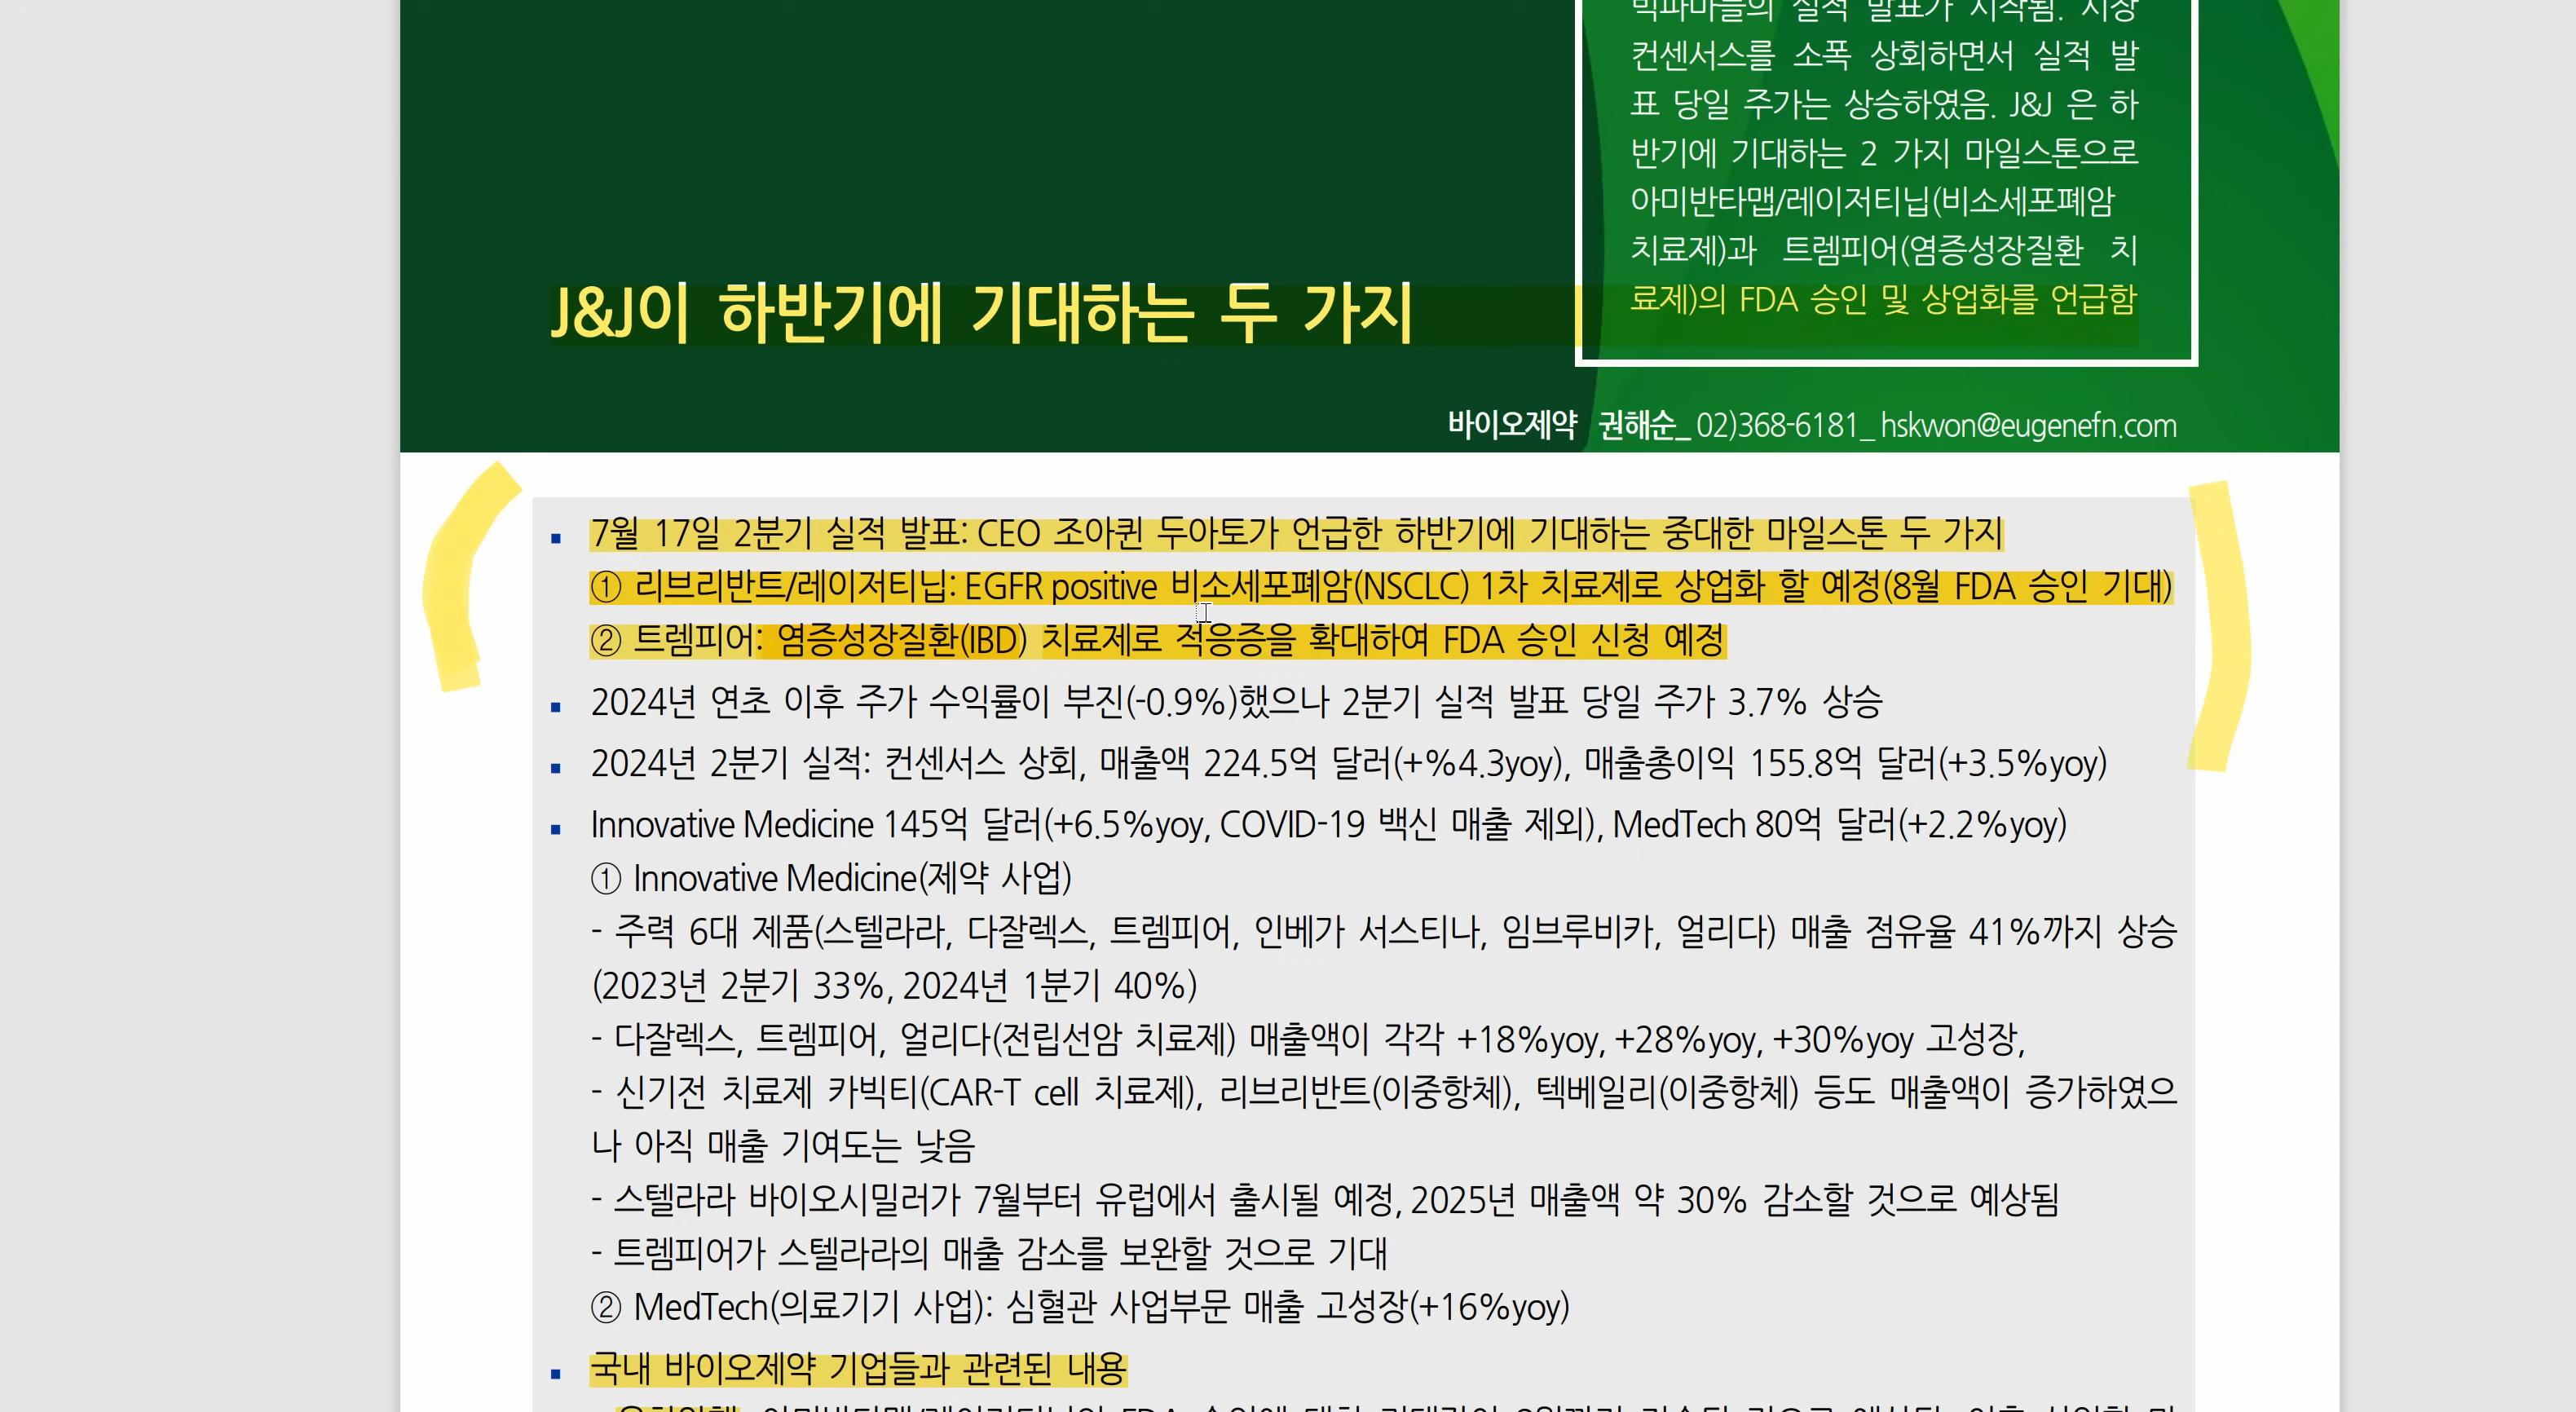 빅파마들의 실적 발표가 시작됨. 시장
컨센서스를 소폭 상회하면서 실적 발
표 당일 주가는 상승하였음. J&J 은 하
반기에 기대하는 2 가지 마일스톤으로
아미반타맵/레이저티닙(비소세포폐암
치료제)과 트렘피어(염증성장질환 치
료제)의 FDA 승인 및 상업화를 언급함
J&J이 하반기에 기대하는 두 가지
바이오제약 권해순_ 02)368-6181_ hskwon@eugenefn.com
▪ 7월 17일 2분기 실적 발표: CEO 조아퀸 두아토가 언급한 하반기에 기대하는 중대한 마일스톤 두 가지
① 리브리반트/레이저티닙: EGFR positive 비소세포폐암(NSCLC) 1차 치료제로 상업화 할 예정(8월 FDA 승인 기대)
② 트렘피어: 염증성장질환(IBD) 치료제로 적응증을 확대하여 FDA 승인 신청 예정
▪ 2024년 연초 이후 주가 수익률이 부진(-0.9%)했으나 2분기 실적 발표 당일 주가 3.7% 상승
▪ 2024년 2분기 실적: 컨센서스 상회, 매출액 224.5억 달러(+%4.3yoy), 매출총이익 155.8억 달러(+3.5%yoy)
▪ Innovative Medicine 145억 달러(+6.5%yoy, COVID-19 백신 매출 제외), MedTech 80억 달러(+2.2%yoy)
① Innovative Medicine(제약 사업)
- 주력 6대 제품(스텔라라, 다잘렉스, 트렘피어, 인베가 서스티나, 임브루비카, 얼리다) 매출 점유율 41%까지 상승
(2023년 2분기 33%, 2024년 1분기 40%)
- 다잘렉스, 트렘피어, 얼리다(전립선암 치료제) 매출액이 각각 +18%yoy, +28%yoy, +30%yoy 고성장,
- 신기전 치료제 카빅티(CAR-T cell 치료제), 리브리반트(이중항체), 텍베일리(이중항체) 등도 매출액이 증가하였으
나 아직 매출 기여도는 낮음
- 스텔라라 바이오시밀러가 7월부터 유럽에서 출시될 예정, 2025년 매출액 약 30% 감소할 것으로 예상됨
- 트렘피어가 스텔라라의 매출 감소를 보완할 것으로 기대
② MedTech(의료기기 사업): 심혈관 사업부문 매출 고성장(+16%yoy)
▪ 국내 바이오제약 기업들과 관련된 내용